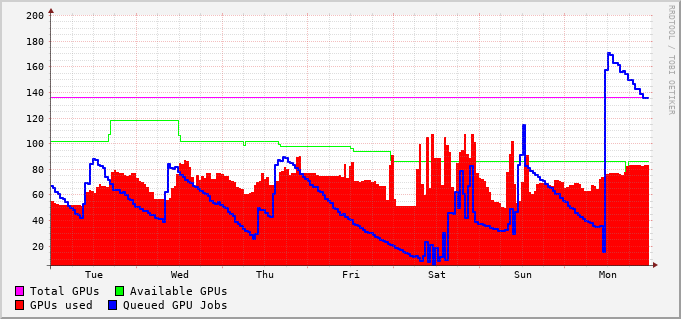 200
180
160
140
120
100
80
60
40
20
Tue Wed Thu Fri Sat Sun Mon
Total GPUs Available GPUs
GPUs used Queued GPU Jobs
RRDTOOL / TOBI OETIKER